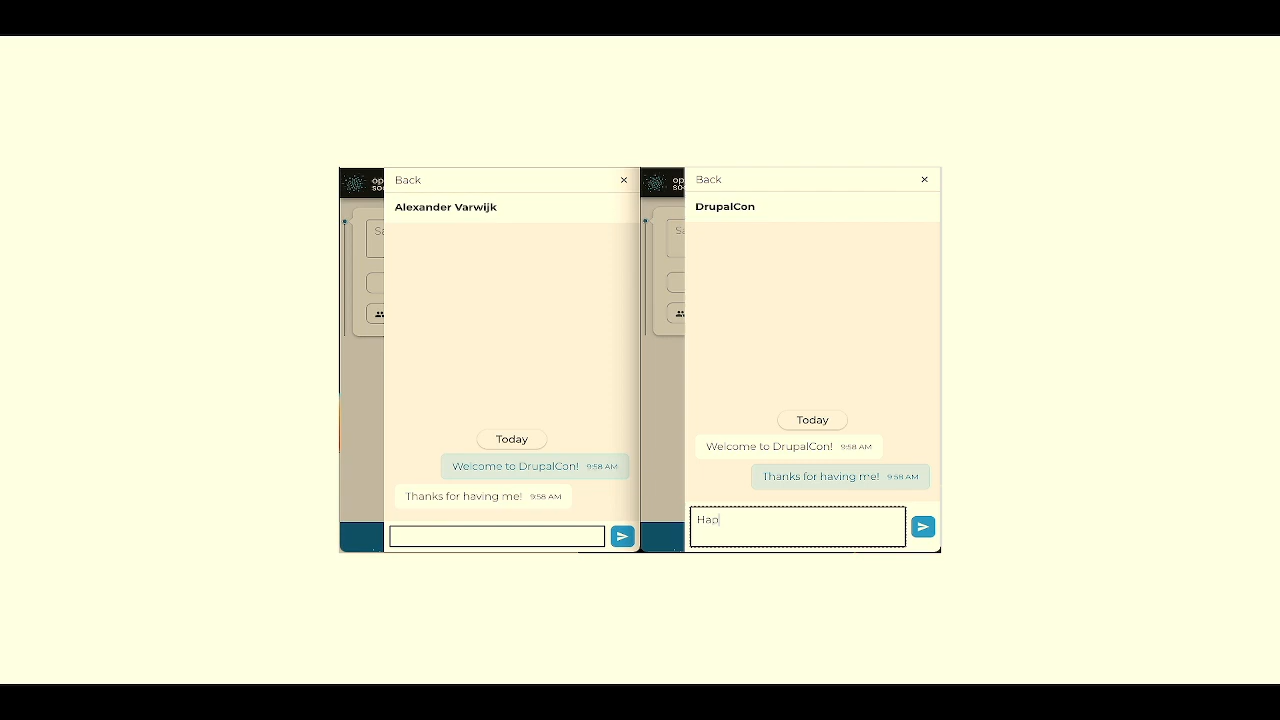 Back
Alexander Varwijk
Today
Welcome to DrupalCon! 9:58 AM
Thanks for having me! 9:58 AM
Back
DrupalCon
Today
Welcome to DrupalCon! 9:58 AM
Thanks for having me! 9:58 AM
Hap